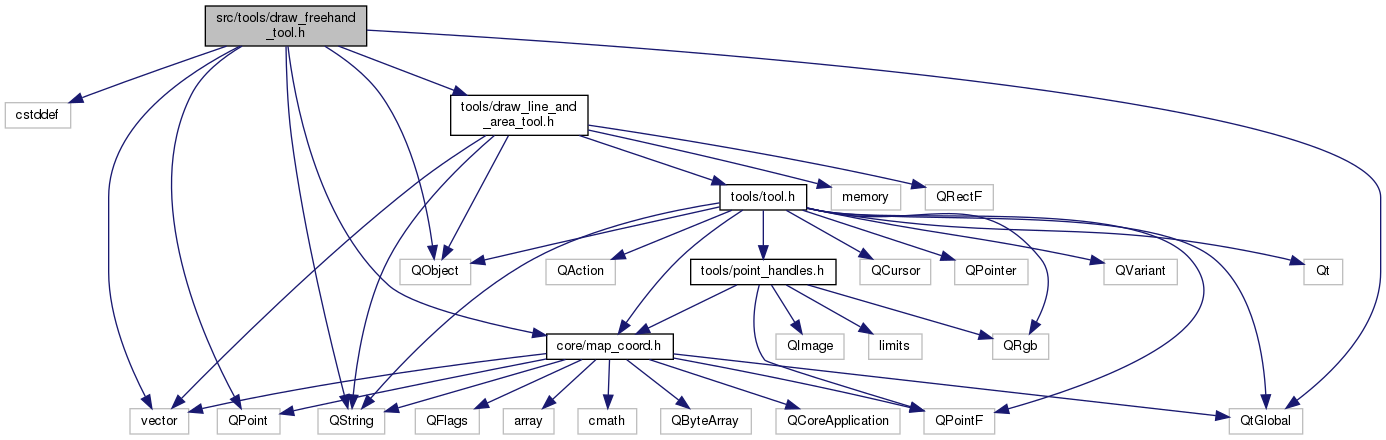 src/tools/draw_freehand
_tool.h
cstddef
tools/draw_line_and
_area_tool.h
tools/tool.h
memory
QRectF
QObject
QAction
tools/point_handles.h
QCursor
QPointer
QVariant
Qt
core/map_coord.h
QImage
limits
QRgb
vector
QPoint
QString
QFlags
array
cmath
QByteArray
QCoreApplication
QPointF
QtGlobal